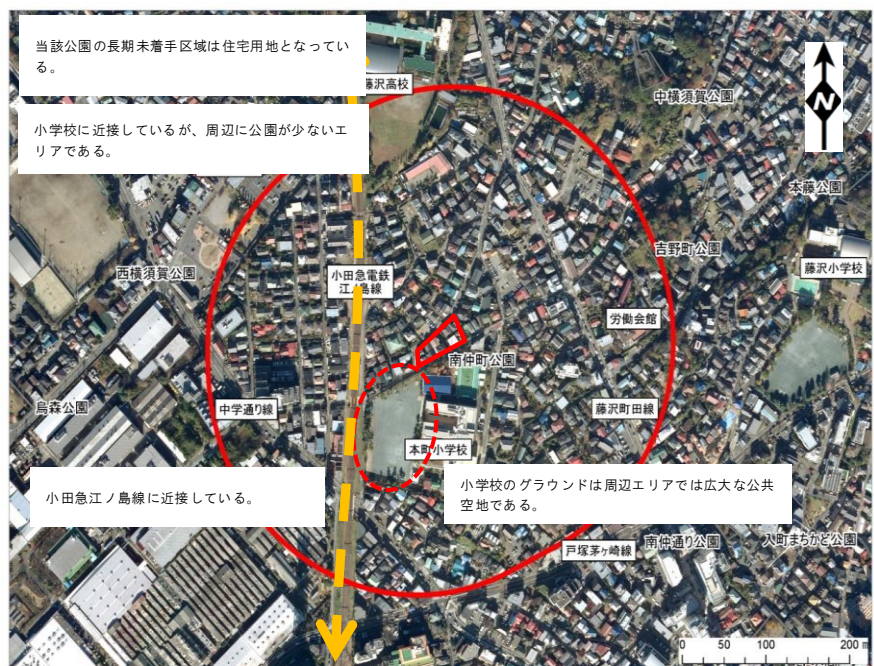 当該公園の長期未着手区域は住宅用地となってい
る。
藤沢高校
小学校に近接しているが、周辺に公園が少ないエ
リアである。
中横須賀公園
N
本藤公園
吉野町公園
西横須賀公園
小田急電鉄
江ノ島線
藤沢小学校
労働会館
南仲町公園
烏森公園
中学通り線
藤沢町田線
本町小学校
小田急江ノ島線に近接している。
小学校のグラウンドは周辺エリアでは広大な公共
空地である。
戸塚茅ヶ崎線
南仲通り公園
入町まちかど公園
0 50 100 200 m